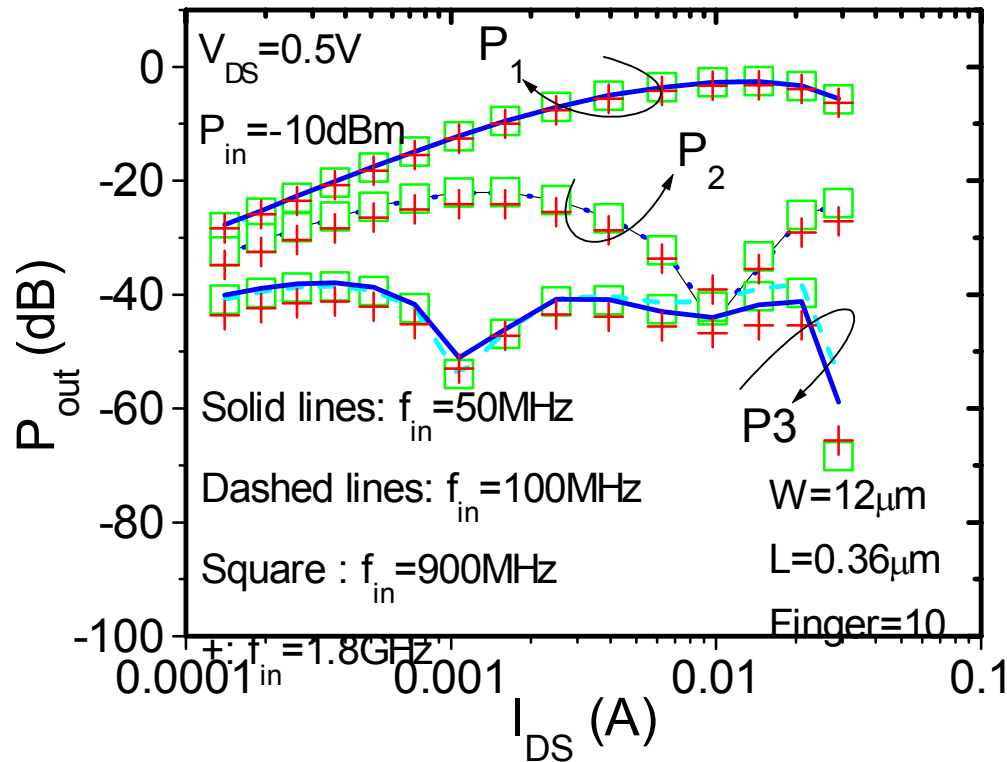 V_DS=0.5V
P_in=-10dBm
P_1
P_2
P3
Solid lines: f_in=50MHz
Dashed lines: f_in=100MHz
Square : f_in=900MHz
+: f_in=1.8GHz
W=12μm
L=0.36μm
Finger=10
0
-20
-40
-60
-80
-100
P_out (dB)
0.0001 0.001 0.01 0.1
I_DS (A)